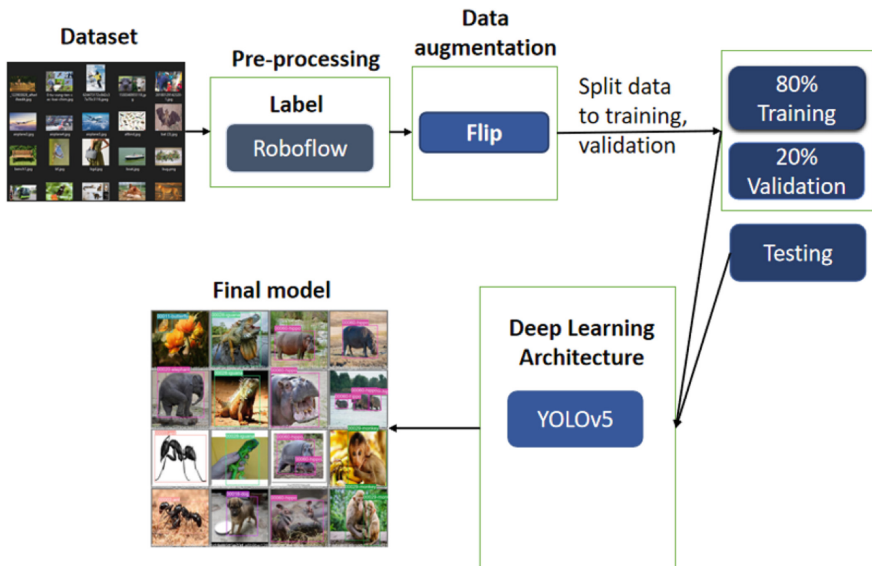 Dataset
Pre-processing
Label
Roboflow
Data
augmentation
Flip
Split data
to training,
validation
80%
Training
20%
Validation
Testing
Deep Learning
Architecture
YOLOv5
Final model